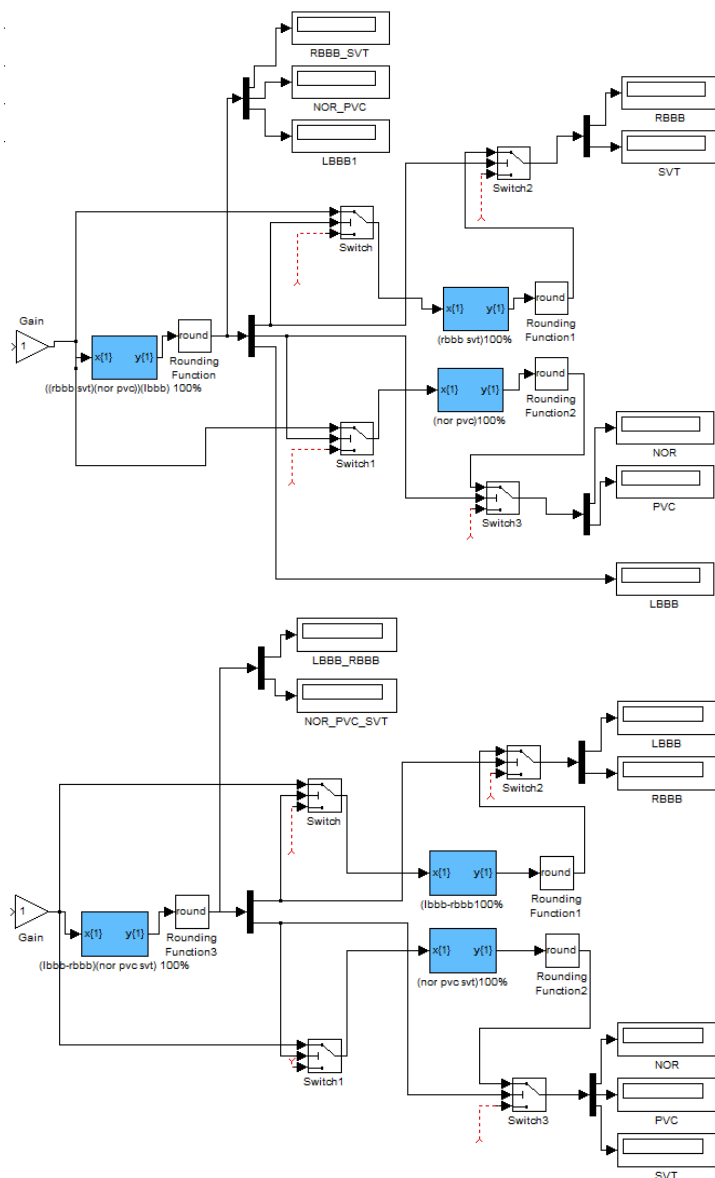 RBBB_SVT
NOR_PVC
LBBB1
RBBB
SVT
Switch2
Switch
Gain
1
x{1} y{1}
round
Rounding
Function
((rbbb svt)(nor pvc))(lbbb) 100%
x{1} y{1}
(rbbb svt)100%
round
Rounding
Function1
x{1} y{1}
(nor pvc)100%
round
Rounding
Function2
Switch1
NOR
PVC
Switch3
LBBB
LBBB_RBBB
NOR_PVC_SVT
LBBB
RBBB
Switch2
Switch
x{1} y{1}
(lbbb-rbbb100%
round
Rounding
Function1
1
Gain
x{1} y{1}
round
Rounding
Function3
(lbbb-rbbb)(nor pvc svt) 100%
x{1} y{1}
(nor pvc svt)100%
round
Rounding
Function2
Switch1
NOR
PVC
Switch3
SVT